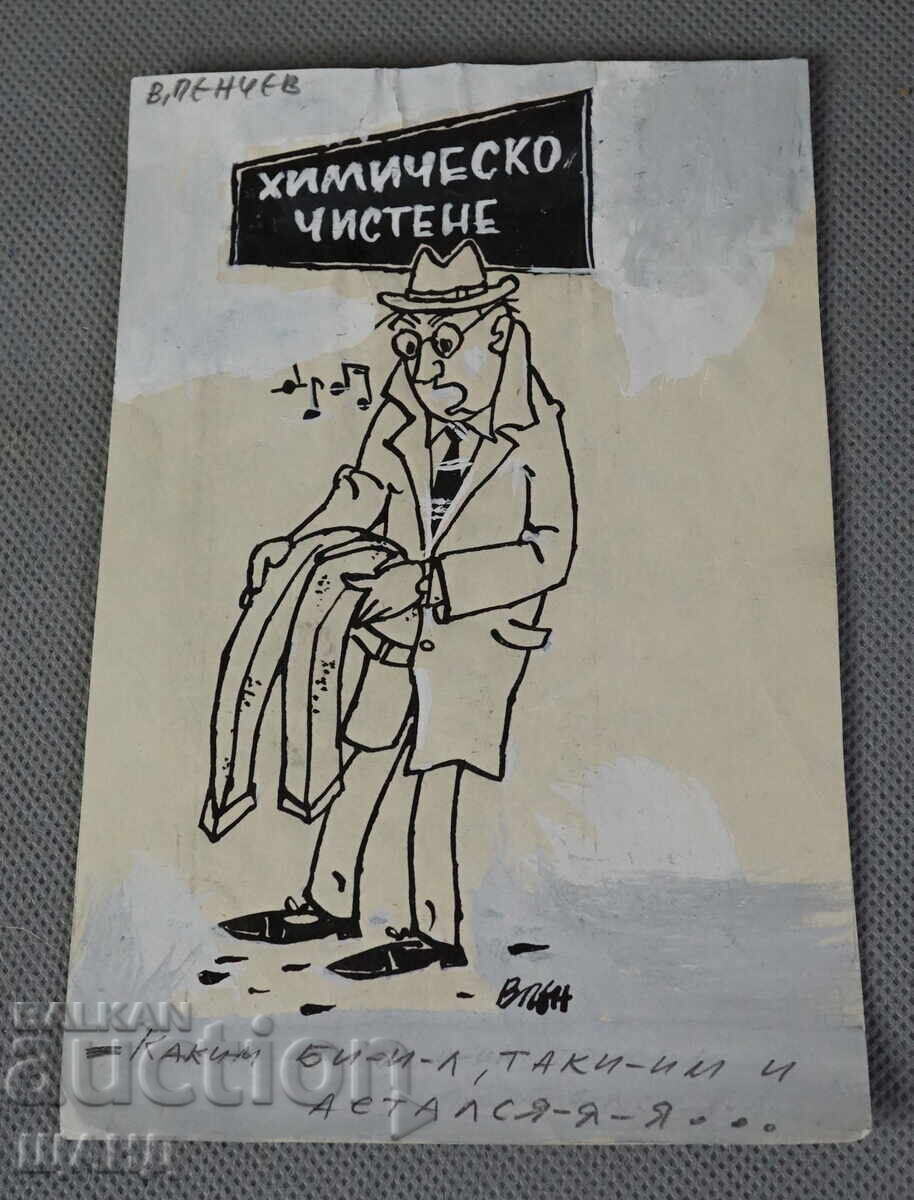 В. ПЕНЧЕВ
ХИМИЧЕСКО
ЧИСТЕНЕ
ВПЕН
BALKAN
auction
– КАКИМ БИ-И-Л, ТАКИ-ИМ И
АСТАЛСЯ-Я-Я...